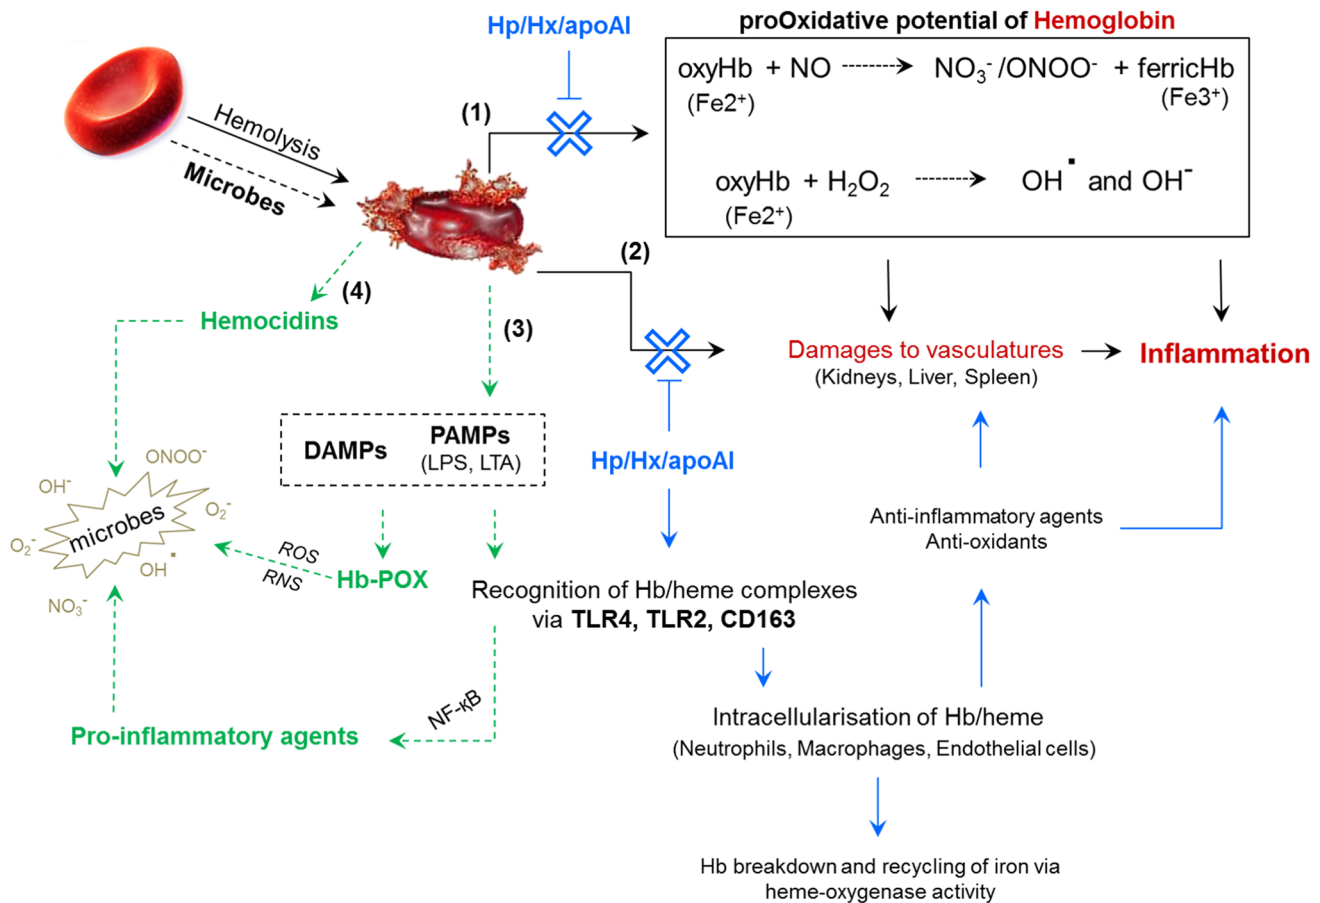 Hp/Hx/apoAI
proOxidative potential of Hemoglobin
oxyHb + NO NO₃⁻ /ONOO⁻ + ferricHb
(Fe2⁺) (Fe3⁺)
oxyHb + H₂O₂ OH˙ and OH⁻
(Fe2⁺)
Hemolysis
Microbes
(1)
(2)
(3)
(4)
Hemocidins
Damages to vasculatures
(Kidneys, Liver, Spleen)
Inflammation
DAMPs
PAMPs
(LPS, LTA)
Hp/Hx/apoAI
ONOO⁻
OH⁻
O₂⁻
microbes
O₂⁻
OH˙
NO₃⁻
ROS
RNS
Hb-POX
Recognition of Hb/heme complexes
via TLR4, TLR2, CD163
Anti-inflammatory agents
Anti-oxidants
NF-κB
Pro-inflammatory agents
Intracellularisation of Hb/heme
(Neutrophils, Macrophages, Endothelial cells)
Hb breakdown and recycling of iron via
heme-oxygenase activity